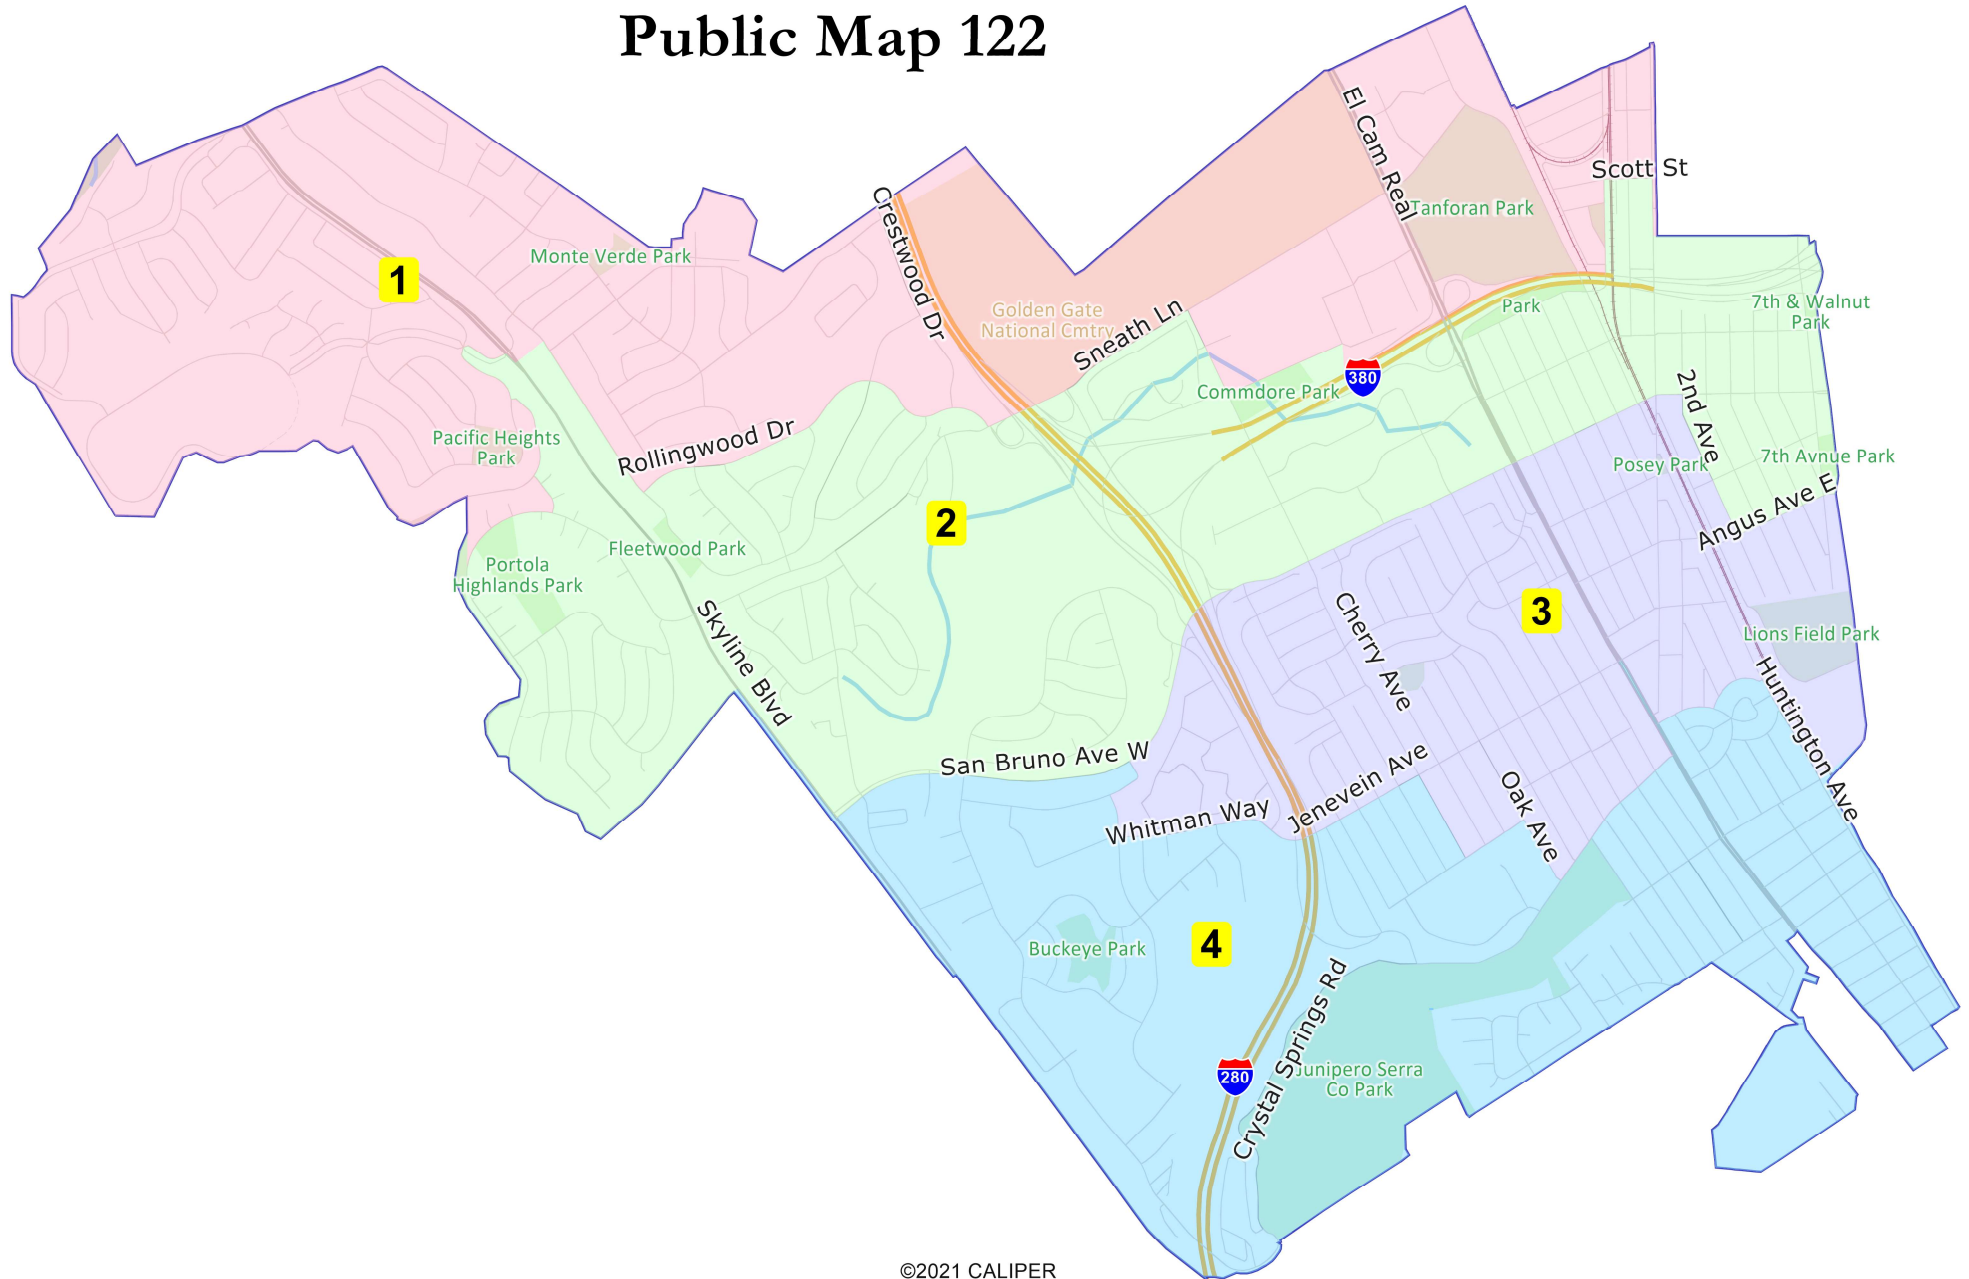 Public Map 122
El Cam Real
Scott St
Tanforan Park
Crestwood Dr
Monte Verde Park
1
Golden Gate
National Cmtry
Sneath Ln
Park
7th & Walnut
Park
380
Commdore Park
2nd Ave
Pacific Heights
Park
Rollingwood Dr
Posey Park
7th Avnue Park
Angus Ave E
2
Fleetwood Park
Portola
Highlands Park
Skyline Blvd
Cherry Ave
3
Lions Field Park
Huntington Ave
San Bruno Ave W
Jenevein Ave
Oak Ave
Whitman Way
Buckeye Park
4
Crystal Springs Rd
280
Junipero Serra
Co Park
©2021 CALIPER